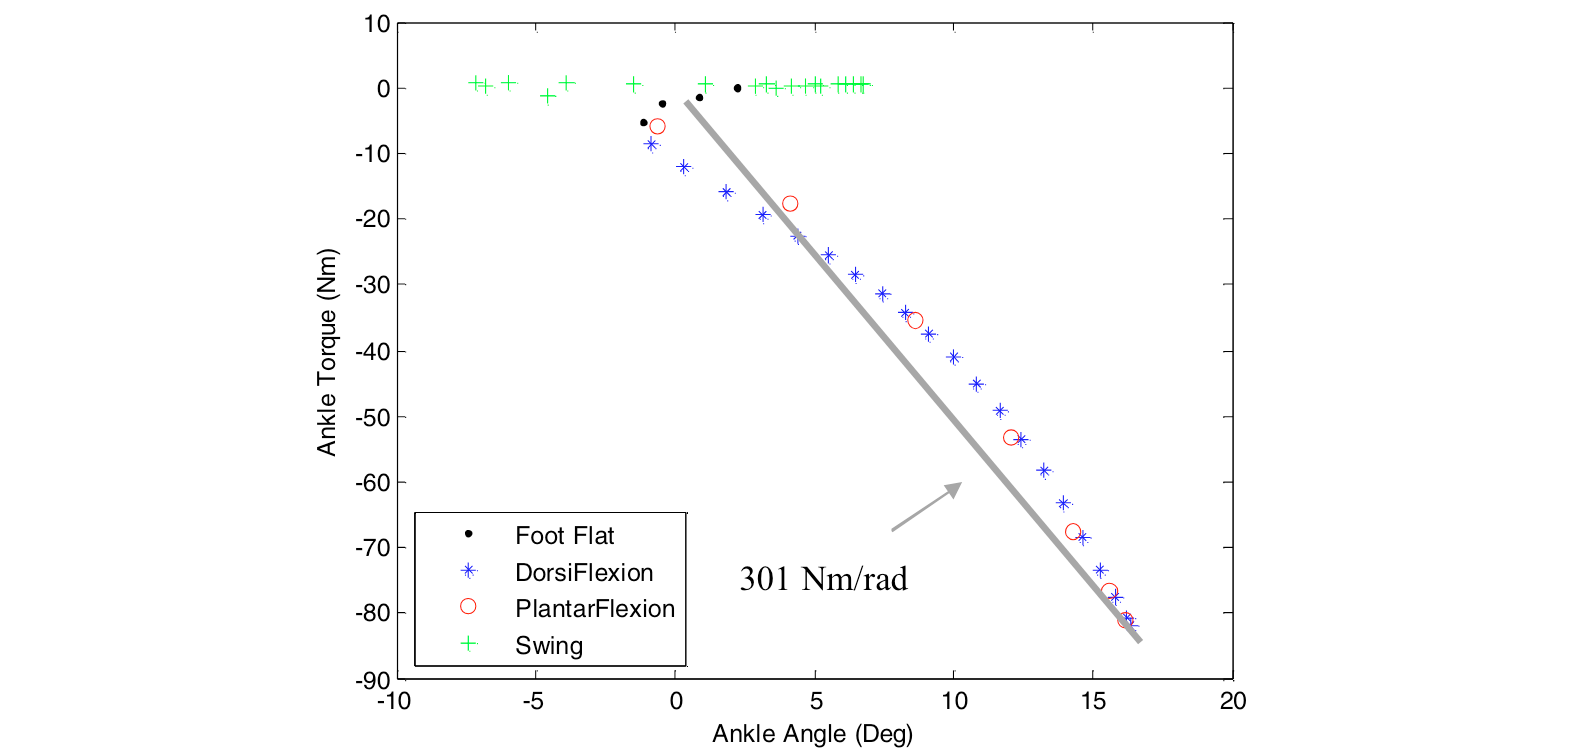 10
0
-10
-20
-30
-40
-50
-60
-70
-80
-90
-10
-5
0
5
10
15
20
Ankle Torque (Nm)
Ankle Angle (Deg)
301 Nm/rad
Foot Flat
DorsiFlexion
PlantarFlexion
Swing